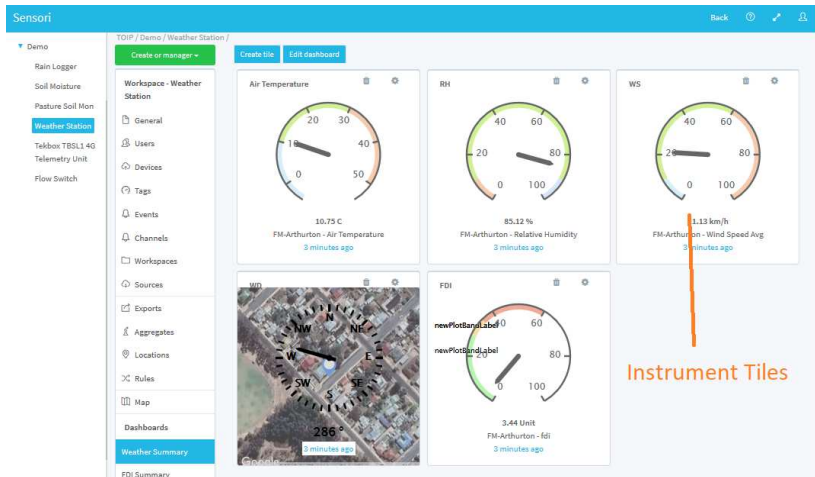 Sensori
Back
Demo
Rain Logger
Soil Moisture
Pasture Soil Mon
Weather Station
Tekbox TBSL1 4G
Telemetry Unit
Flow Switch
TOIP / Demo / Weather Station /
Create or manager
Create tile
Edit dashboard
Workspace - Weather
Station
General
Users
Devices
Tags
Events
Channels
Workspaces
Sources
Exports
Aggregates
Locations
Rules
Map
Dashboards
Weather Summary
FDI Summary
Air Temperature
0
10
20
30
40
50
10.75 C
FM-Arthurton - Air Temperature
3 minutes ago
RH
0
20
40
60
80
100
85.12 %
FM-Arthurton - Relative Humidity
3 minutes ago
WS
0
20
40
60
80
100
1.13 km/h
FM-Arthurton - Wind Speed Avg
3 minutes ago
WD
N
NE
E
SE
S
SW
W
NW
286 °
3 minutes ago
Google
FDI
newPlotBandLabel
newPlotBandLabel
0
20
40
60
80
100
3.44 Unit
FM-Arthurton - fdi
3 minutes ago
Instrument Tiles